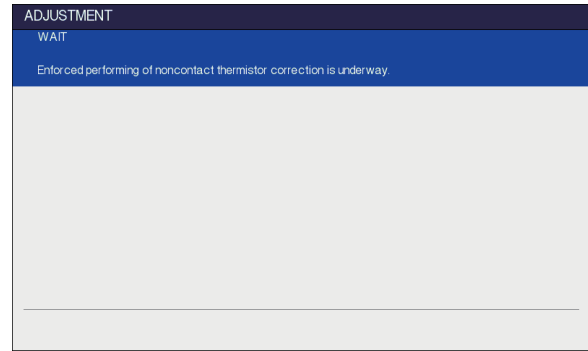 ADJUSTMENT
WAIT
Enforced performing of noncontact thermistor correction is underway.